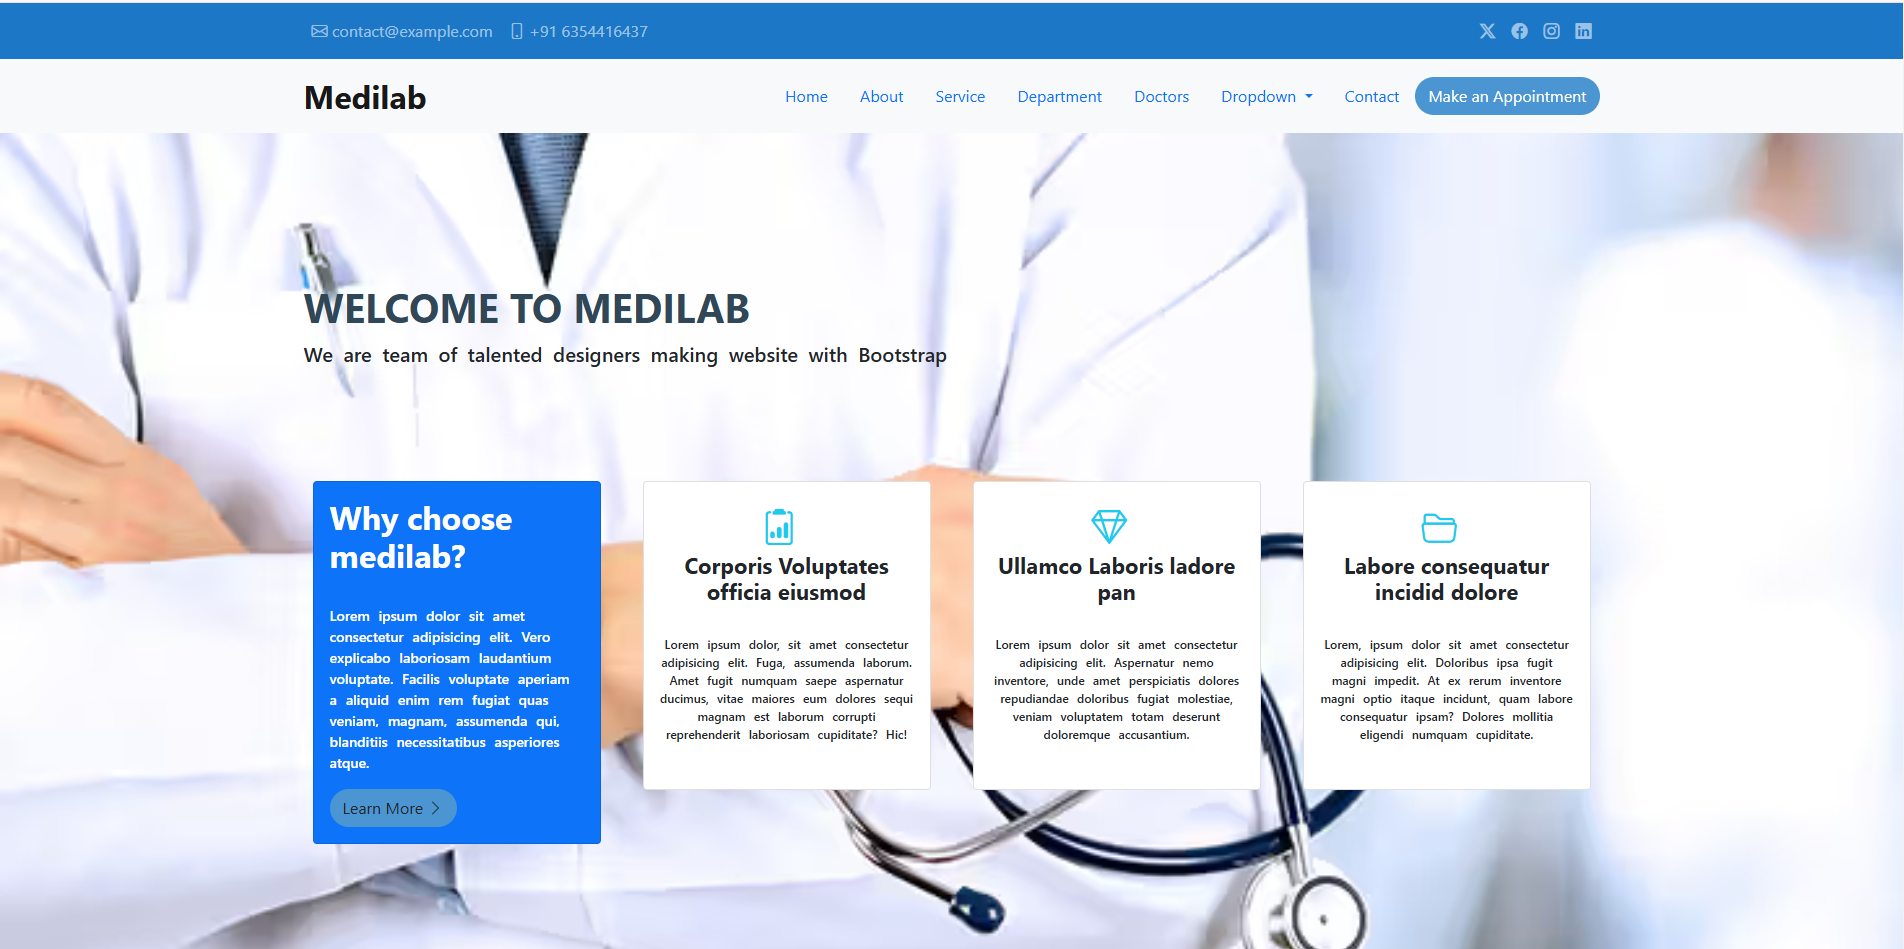 contact@example.com +91 6354416437
Medilab
Home About Service Department Doctors Dropdown Contact Make an Appointment
WELCOME TO MEDILAB
We are team of talented designers making website with Bootstrap
Why choose
medilab?
Lorem ipsum dolor sit amet
consectetur adipisicing elit. Vero
explicabo laboriosam laudantium
voluptate. Facilis voluptate aperiam
a aliquid enim rem fugiat quas
veniam, magnam, assumenda qui,
blanditiis necessitatibus asperiores
atque.
Learn More
Corporis Voluptates
officia eiusmod
Lorem ipsum dolor, sit amet consectetur
adipisicing elit. Fuga, assumenda laborum.
Amet fugit numquam saepe aspernatur
ducimus, vitae maiores eum dolores sequi
magnam est laborum corrupti
reprehenderit laboriosam cupiditate? Hic!
Ullamco Laboris ladore
pan
Lorem ipsum dolor sit amet consectetur
adipisicing elit. Aspernatur nemo
inventore, unde amet perspiciatis dolores
repudiandae doloribus fugiat molestiae,
veniam voluptatem totam deserunt
doloremque accusantium.
Labore consequatur
incidid dolore
Lorem, ipsum dolor sit amet consectetur
adipisicing elit. Doloribus ipsa fugit
magni impedit. At ex rerum inventore
magni optio itaque incidunt, quam labore
consequatur ipsam? Dolores mollitia
eligendi numquam cupiditate.